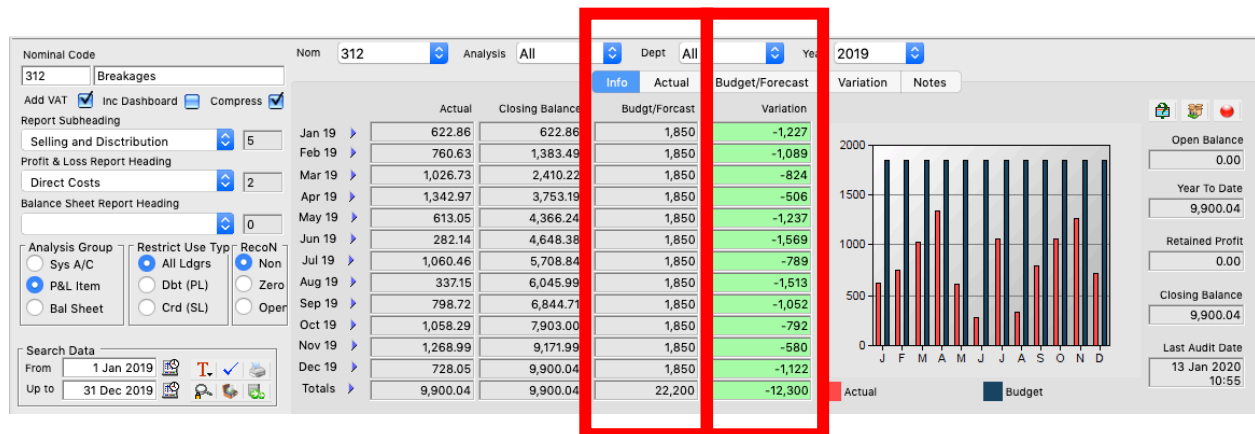 Nominal Code
312 Breakages
Add VAT Inc Dashboard Compress
Report Subheading
Selling and Disctribution 5
Profit & Loss Report Heading
Direct Costs 2
Balance Sheet Report Heading
0
Analysis Group Restrict Use Typ RecoN
Sys A/C All Ldgrs Non
P&L Item Dbt (PL) Zero
Bal Sheet Crd (SL) Oper
Search Data
From 1 Jan 2019
Up to 31 Dec 2019
Nom 312 Analysis All Dept All Yea 2019
Info Actual Budget/Forecast Variation Notes
Actual Closing Balance Budgt/Forcast Variation
Jan 19 622.86 622.86 1,850 -1,227
Feb 19 760.63 1,383.49 1,850 -1,089
Mar 19 1,026.73 2,410.22 1,850 -824
Apr 19 1,342.97 3,753.19 1,850 -506
May 19 613.05 4,366.24 1,850 -1,237
Jun 19 282.14 4,648.38 1,850 -1,569
Jul 19 1,060.46 5,708.84 1,850 -789
Aug 19 337.15 6,045.99 1,850 -1,513
Sep 19 798.72 6,844.71 1,850 -1,052
Oct 19 1,058.29 7,903.00 1,850 -792
Nov 19 1,268.99 9,171.99 1,850 -580
Dec 19 728.05 9,900.04 1,850 -1,122
Totals 9,900.04 9,900.04 22,200 -12,300
2000
1500
1000
500
0
J F M A M J J A S O N D
Actual Budget
Open Balance
0.00
Year To Date
9,900.04
Retained Profit
0.00
Closing Balance
9,900.04
Last Audit Date
13 Jan 2020
10:55